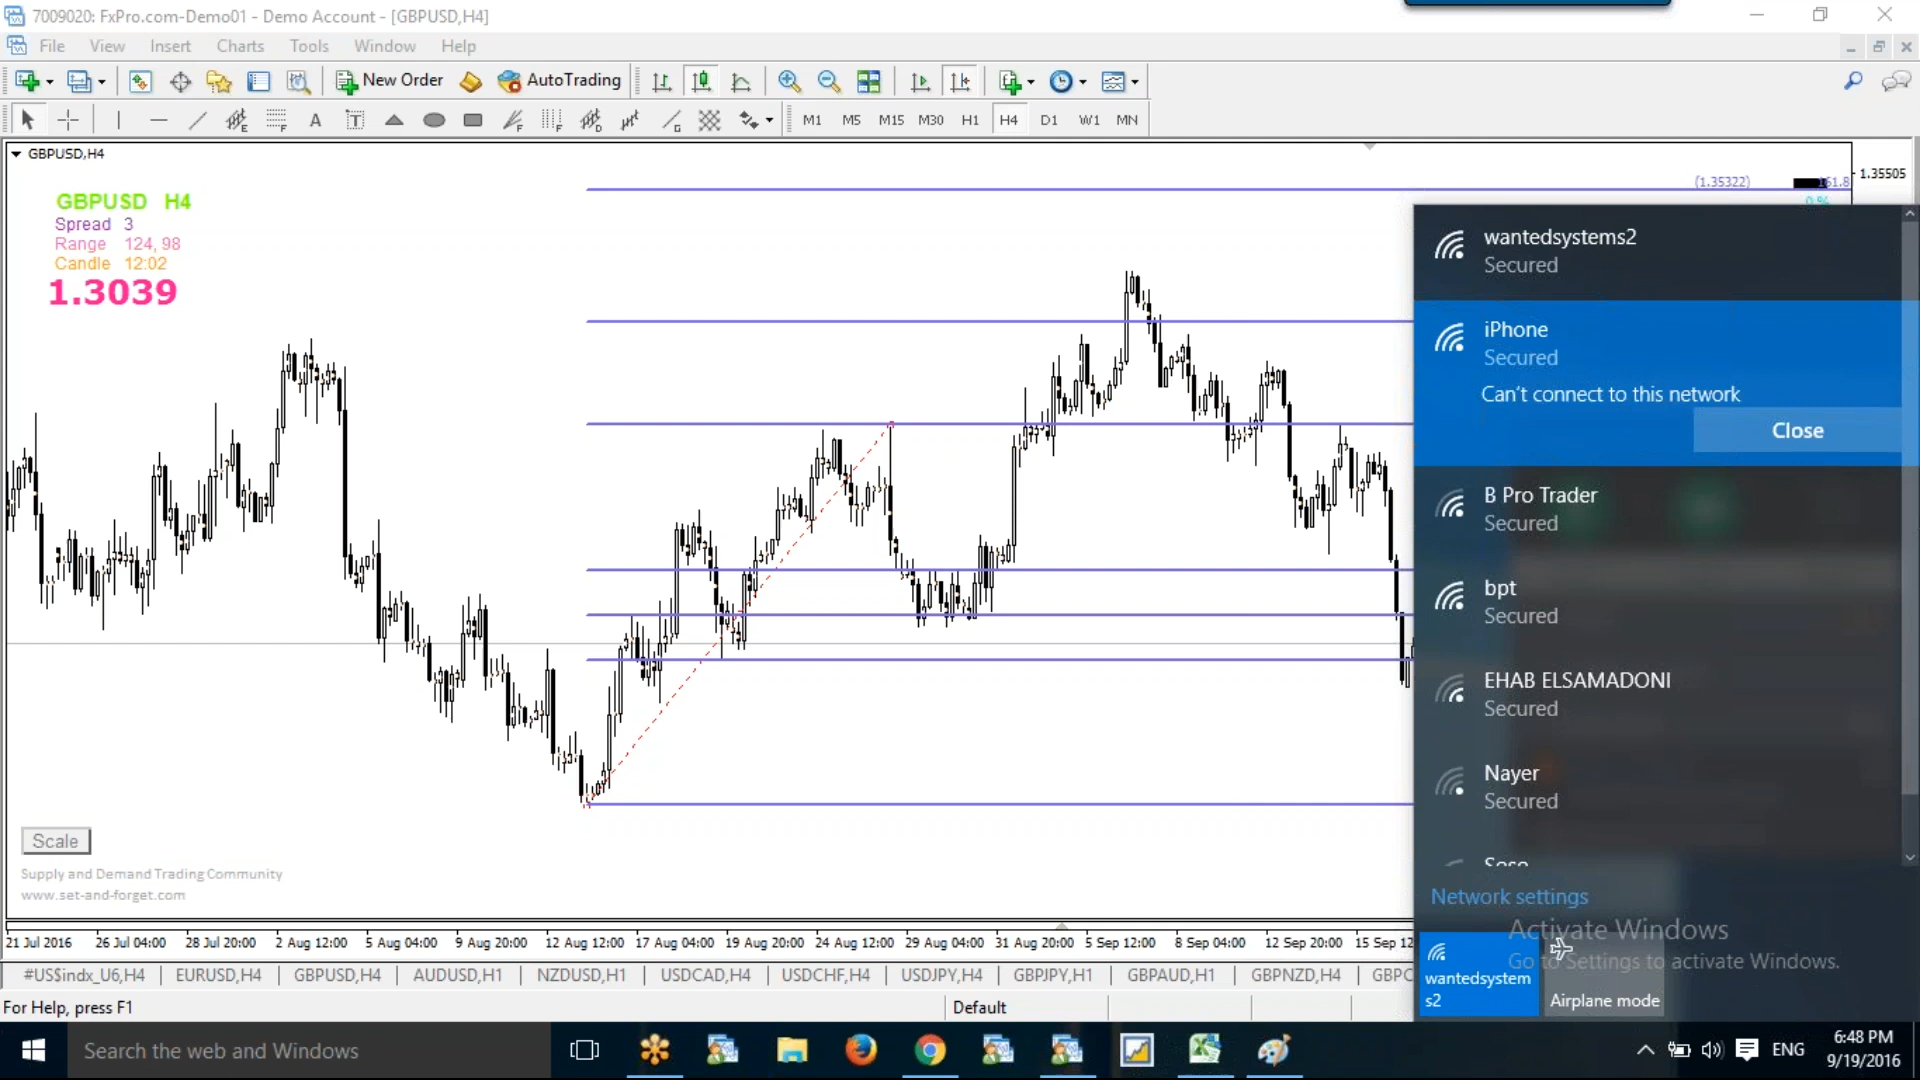 7009020: FxPro.com-Demo01 - Demo Account - [GBPUSD,H4]
File View Insert Charts Tools Window Help
New Order AutoTrading
A T M1 M5 M15 M30 H1 H4 D1 W1 MN
GBPUSD,H4
GBPUSD H4
Spread 3
Range 124, 98
Candle 12:02
1.3039
(1.35322)
161.8
0 %
1.35505
wantedsystems2
Secured
iPhone
Secured
Can't connect to this network
Close
B Pro Trader
Secured
bpt
Secured
EHAB ELSAMADONI
Secured
Nayer
Secured
Network settings
Activate Windows
Go to Settings to activate Windows.
wantedsystem
s2
Airplane mode
Scale
Supply and Demand Trading Community
www.set-and-forget.com
21 Jul 2016 26 Jul 04:00 28 Jul 20:00 2 Aug 12:00 5 Aug 04:00 9 Aug 20:00 12 Aug 12:00 17 Aug 04:00 19 Aug 20:00 24 Aug 12:00 29 Aug 04:00 31 Aug 20:00 5 Sep 12:00 8 Sep 04:00 12 Sep 20:00 15 Sep 12
#US$indx_U6,H4 EURUSD,H4 GBPUSD,H4 AUDUSD,H1 NZDUSD,H1 USDCAD,H4 USDCHF,H4 USDJPY,H4 GBPJPY,H1 GBPAUD,H1 GBPNZD,H4 GBPC
For Help, press F1
Default
Search the web and Windows
ENG
6:48 PM
9/19/2016